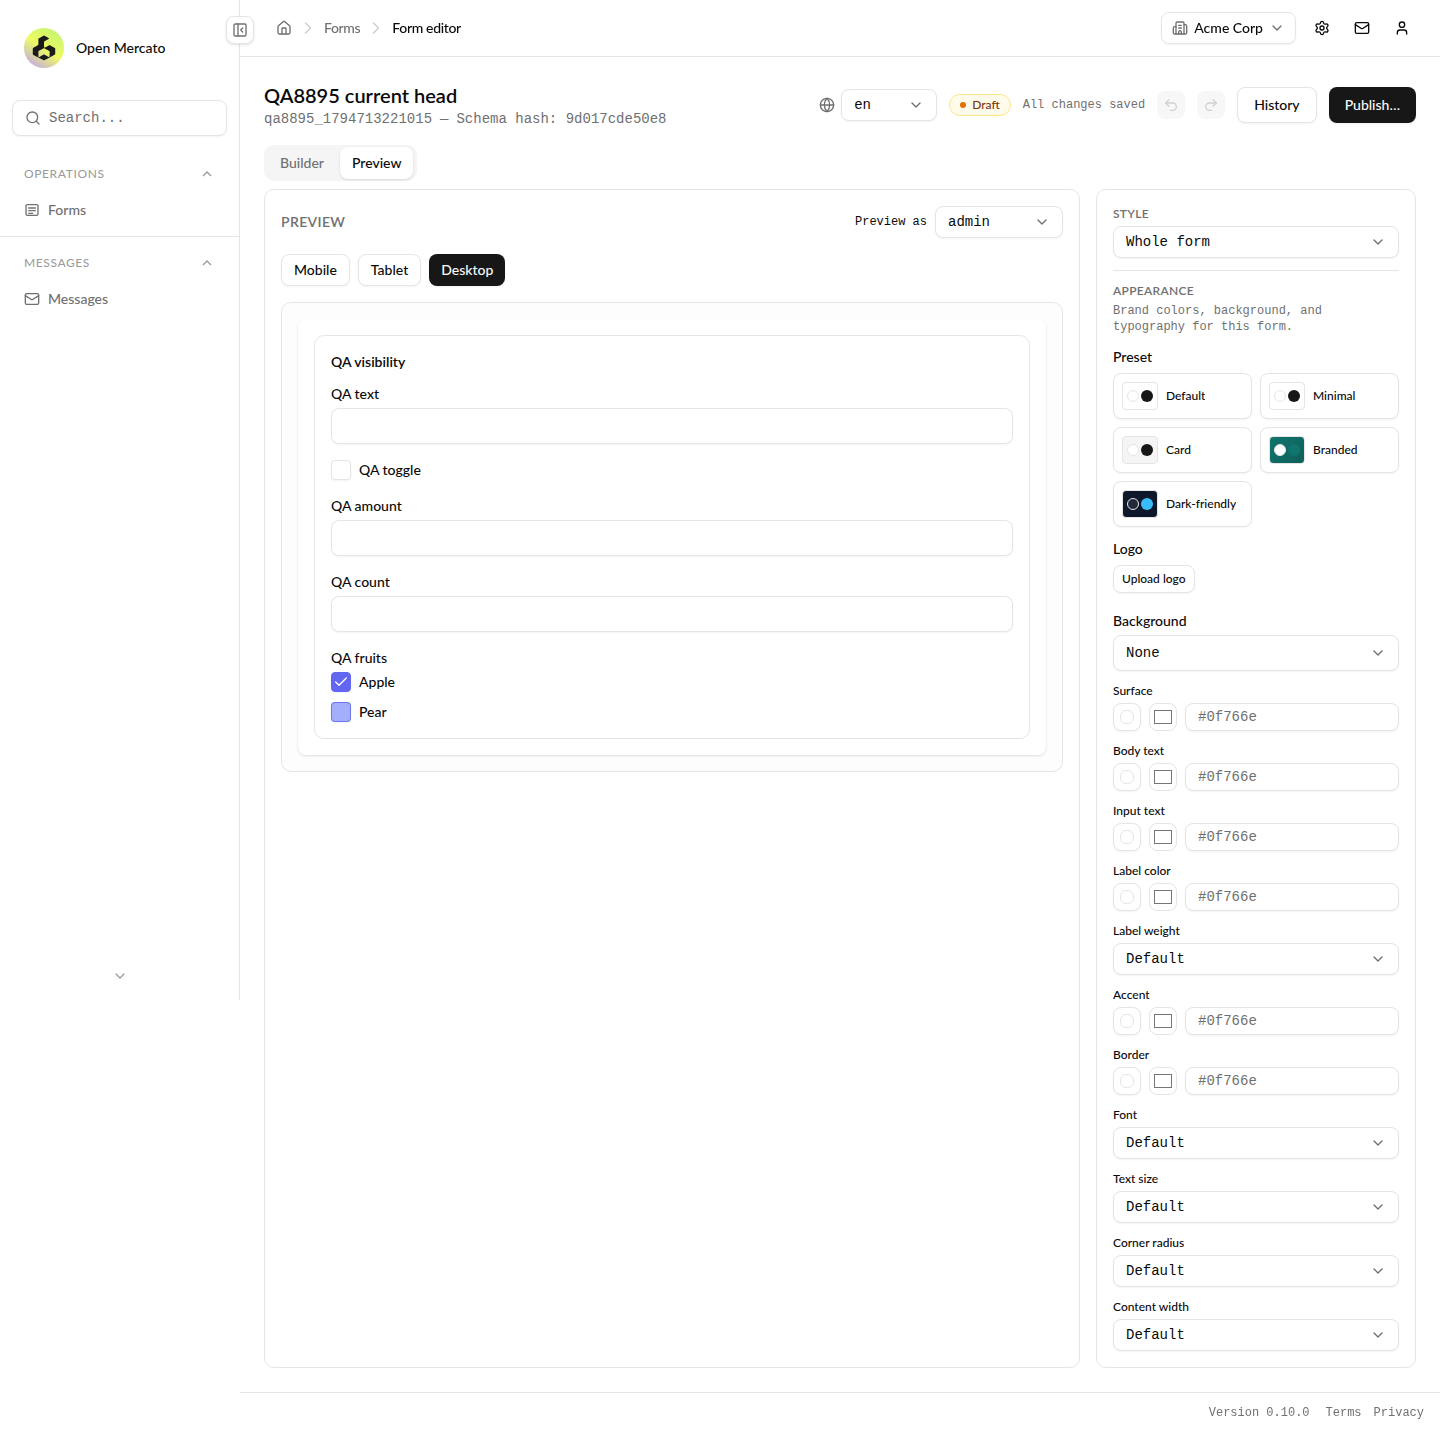 Open Mercato
Search...
OPERATIONS
Forms
MESSAGES
Messages
Forms
Form editor
Acme Corp
QA8895 current head
qa8895_1794713221015 — Schema hash: 9d017cde50e8
en
Draft
All changes saved
History
Publish...
Builder
Preview
PREVIEW
Preview as
admin
Mobile
Tablet
Desktop
QA visibility
QA text
QA toggle
QA amount
QA count
QA fruits
Apple
Pear
STYLE
Whole form
APPEARANCE
Brand colors, background, and
typography for this form.
Preset
Default
Minimal
Card
Branded
Dark-friendly
Logo
Upload logo
Background
None
Surface
#0f766e
Body text
#0f766e
Input text
#0f766e
Label color
#0f766e
Label weight
Default
Accent
#0f766e
Border
#0f766e
Font
Default
Text size
Default
Corner radius
Default
Content width
Default
Version 0.10.0
Terms
Privacy